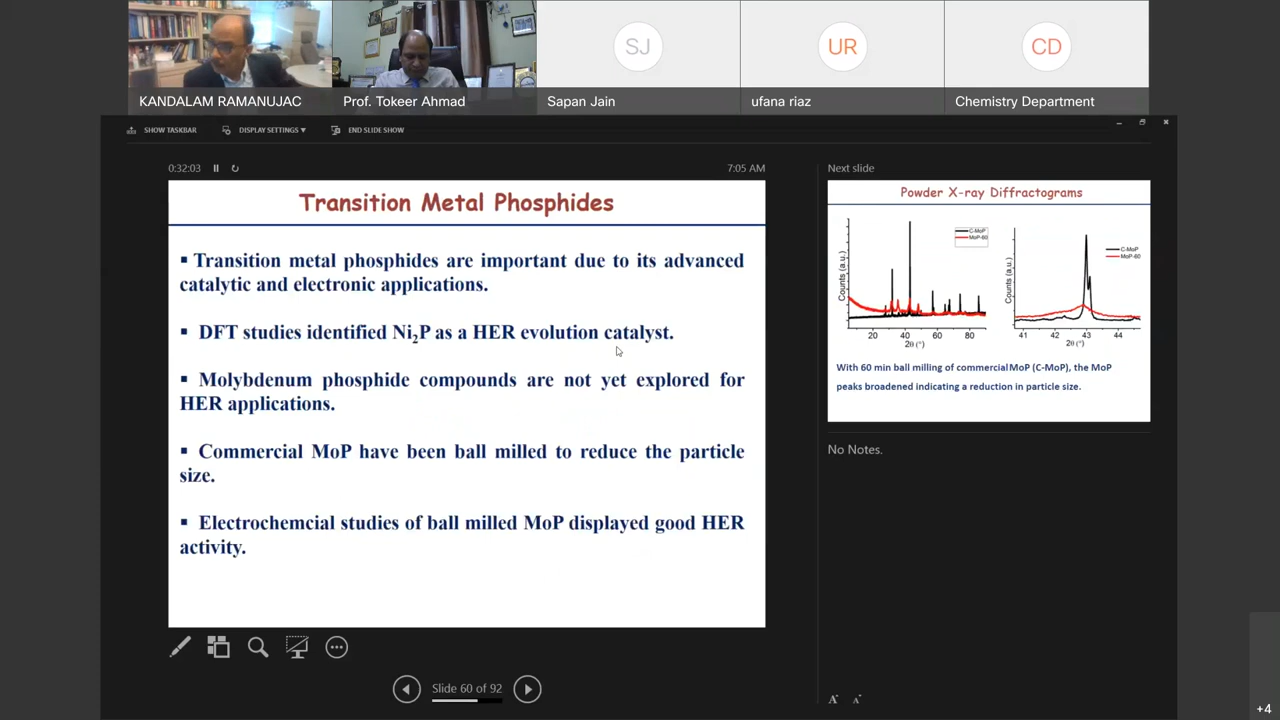 SJ
UR
CD
KANDALAM RAMANUJAC
Prof. Tokeer Ahmad
Sapan Jain
ufana riaz
Chemistry Department
SHOW TASKBAR
DISPLAY SETTINGS ▾
END SLIDE SHOW
0:32:03
7:05 AM
Transition Metal Phosphides
▪ Transition metal phosphides are important due to its advanced
catalytic and electronic applications.
▪ DFT studies identified Ni₂P as a HER evolution catalyst.
▪ Molybdenum phosphide compounds are not yet explored for
HER applications.
▪ Commercial MoP have been ball milled to reduce the particle
size.
▪ Electrochemcial studies of ball milled MoP displayed good HER
activity.
Slide 60 of 92
Next slide
Powder X-ray Diffractograms
Counts (a.u.)
C-MoP
MoP-60
20 40 60 80
2θ (°)
Counts (a.u.)
C-MoP
MoP-60
41 42 43 44
2θ (°)
With 60 min ball milling of commercial MoP (C-MoP), the MoP
peaks broadened indicating a reduction in particle size.
No Notes.
A A
+4